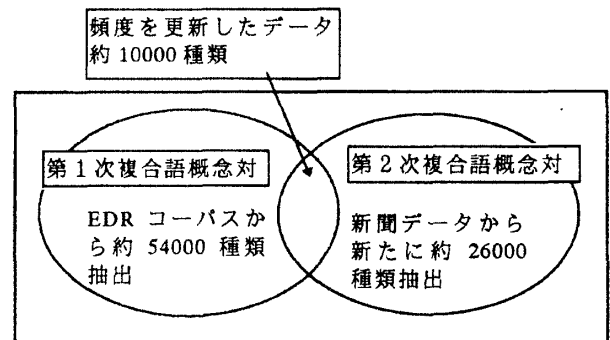 頻度を更新したデータ
約 10000 種類
第1次複合語概念対
EDR コーパスか
ら約 54000 種類
抽出
第2次複合語概念対
新聞データから
新たに約 26000
種類抽出